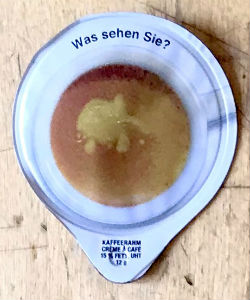 Was sehen Sie?
KAFFEERAHM
CRÈME À CAFÉ
15 % FETT UHT
12 g